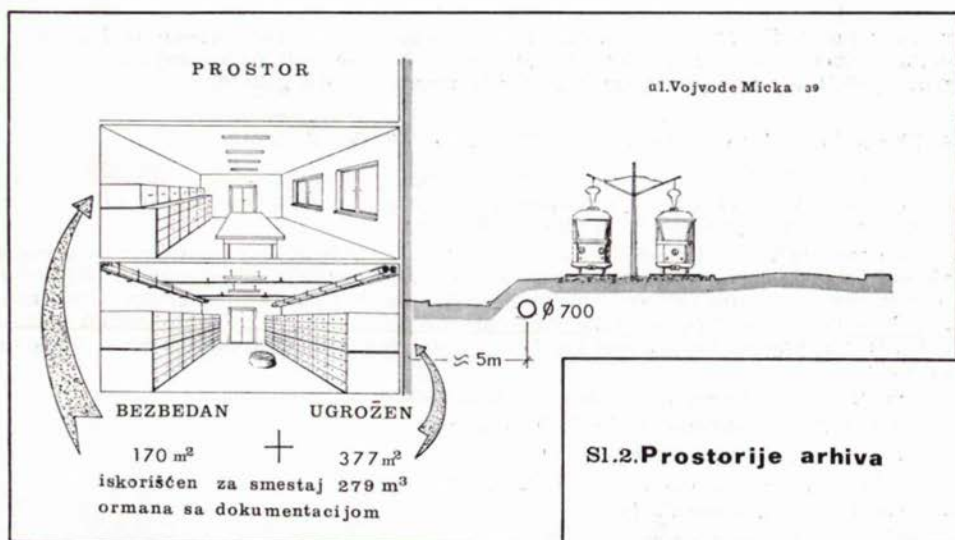 PROSTOR
ul.Vojvode Micka 39
Ø 700
≈ 5m
BEZBEDAN UGROŽEN
170 m² + 377 m²
iskorišćen za smestaj 279 m³
ormana sa dokumentacijom
Sl.2.Prostorije arhiva